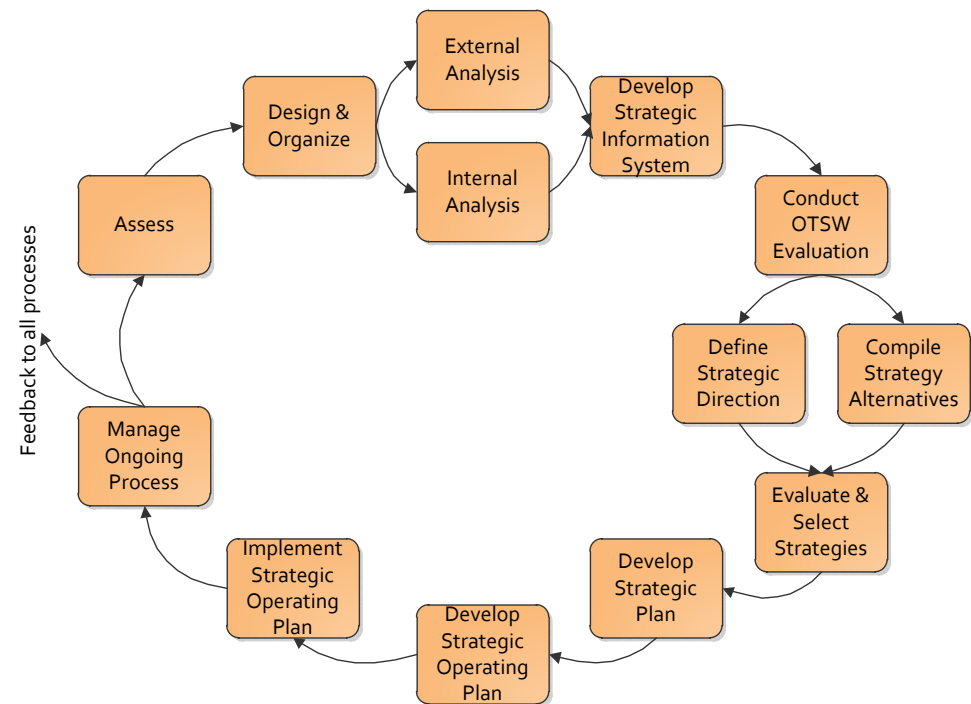 External
Analysis
Design &
Organize
Develop
Strategic
Information
System
Internal
Analysis
Assess
Conduct
OTSW
Evaluation
Feedback to all processes
Define
Strategic
Direction
Compile
Strategy
Alternatives
Manage
Ongoing
Process
Evaluate &
Select
Strategies
Implement
Strategic
Operating
Plan
Develop
Strategic
Plan
Develop
Strategic
Operating
Plan